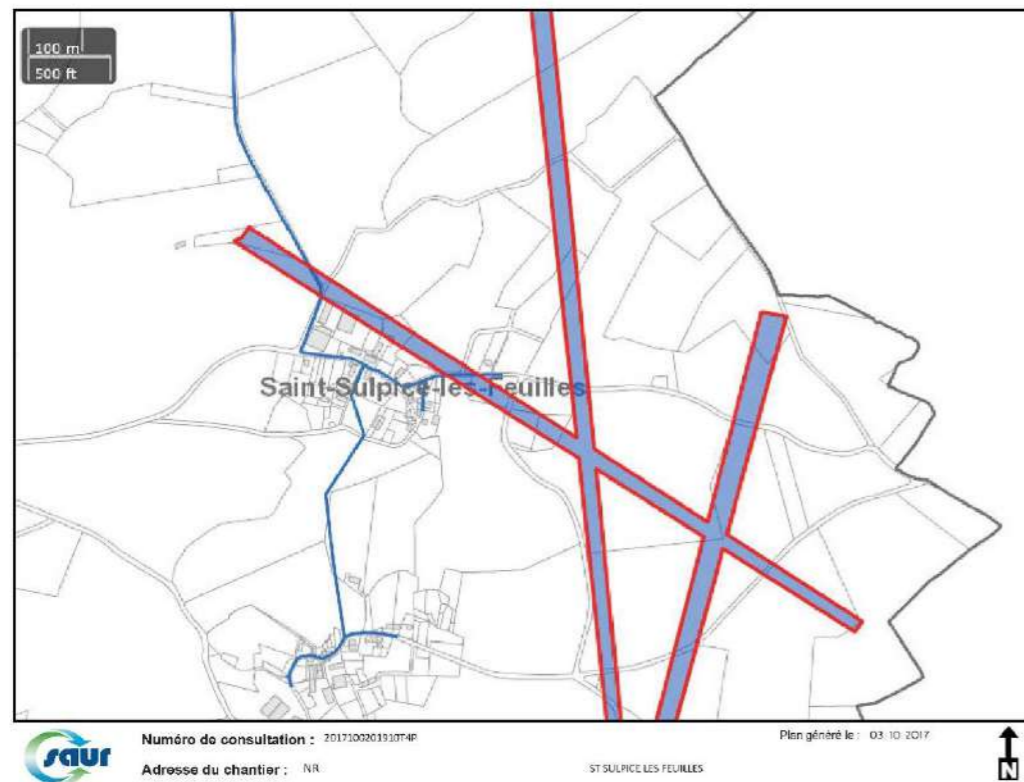 100 m
500 ft
Saint-Sulpice-les-Feuilles
saur
Numéro de consultation : 2017100201910T4P
Plan généré le : 03 10 2017
Adresse du chantier : NR
ST SULPICE LES FEUILLES
N